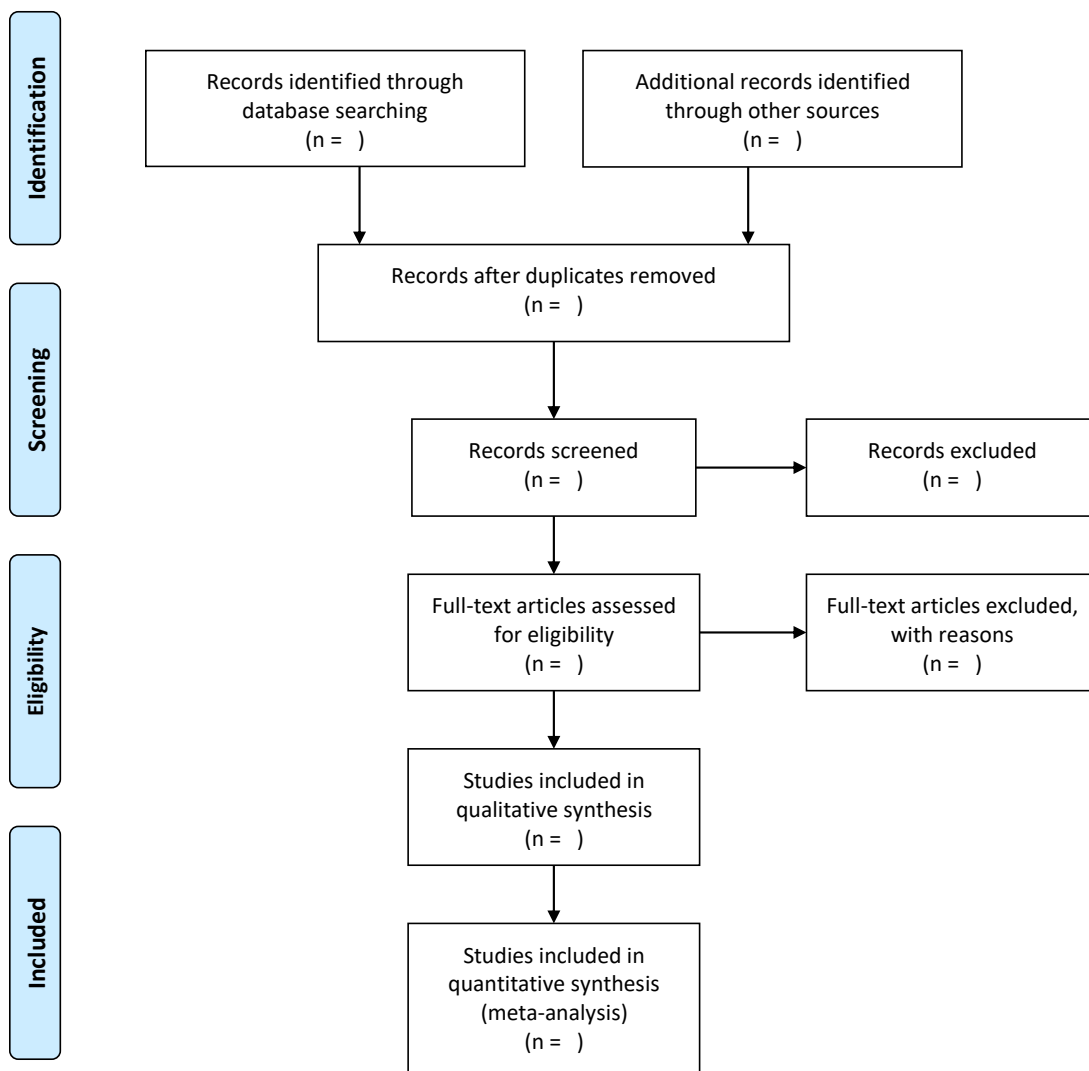 Identification
Records identified through
database searching
(n =   )
Additional records identified
through other sources
(n =   )
Records after duplicates removed
(n =   )
Screening
Records screened
(n =   )
Records excluded
(n =   )
Eligibility
Full-text articles assessed
for eligibility
(n =   )
Full-text articles excluded,
with reasons
(n =   )
Studies included in
qualitative synthesis
(n =   )
Included
Studies included in
quantitative synthesis
(meta-analysis)
(n =   )